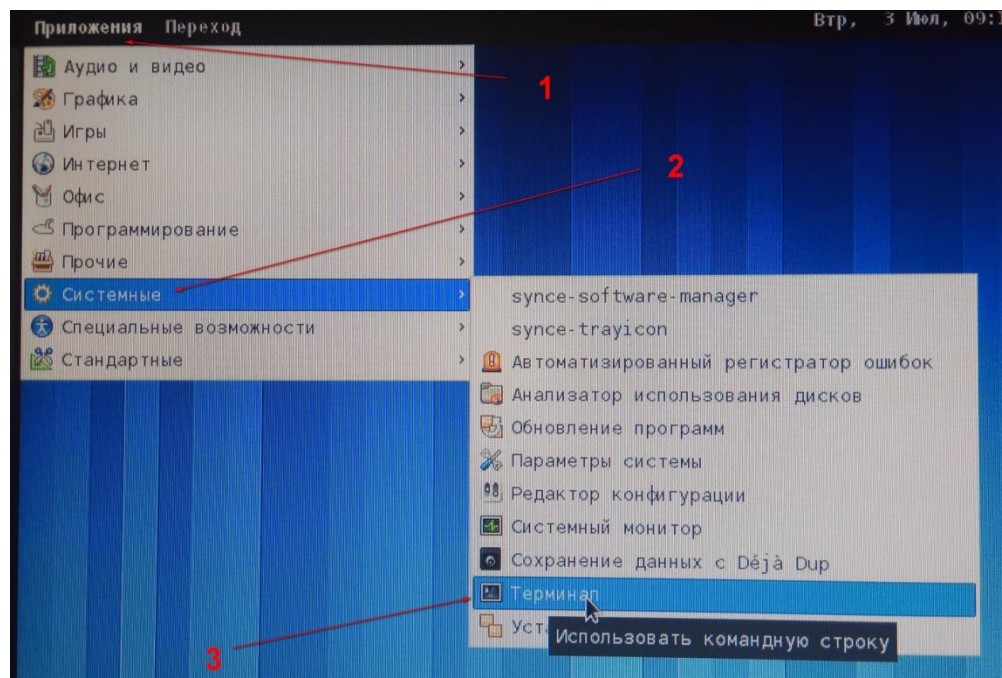 Приложения Переход
Втр, 3 Июл, 09:
Аудио и видео
1
Графика
Игры
Интернет
2
Офис
Программирование
Прочие
Системные
synce-software-manager
Специальные возможности
synce-trayicon
Стандартные
Автоматизированный регистратор ошибок
Анализатор использования дисков
Обновление программ
Параметры системы
Редактор конфигурации
Системный монитор
Сохранение данных с Déjà Dup
Терминал
Использовать командную строку
3